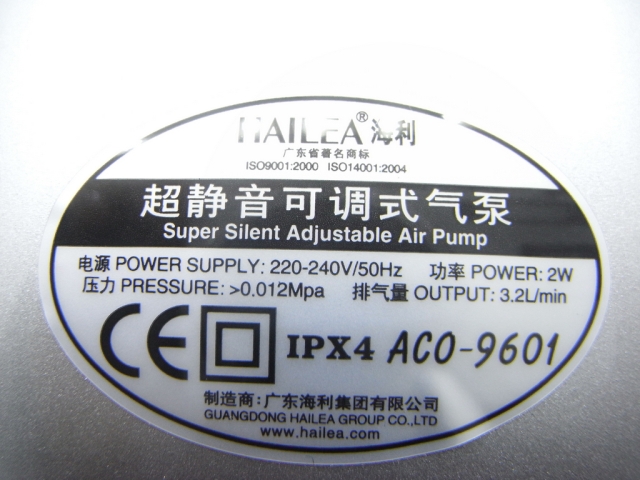 HAILEA® 海利
广东省著名商标
ISO9001:2000 ISO14001:2004
超静音可调式气泵
Super Silent Adjustable Air Pump
电源 POWER SUPPLY: 220-240V/50Hz 功率 POWER: 2W
压力 PRESSURE: >0.012Mpa 排气量 OUTPUT: 3.2L/min
CE IPX4 ACO-9601
制造商:广东海利集团有限公司
GUANGDONG HAILEA GROUP CO.,LTD
www.hailea.com